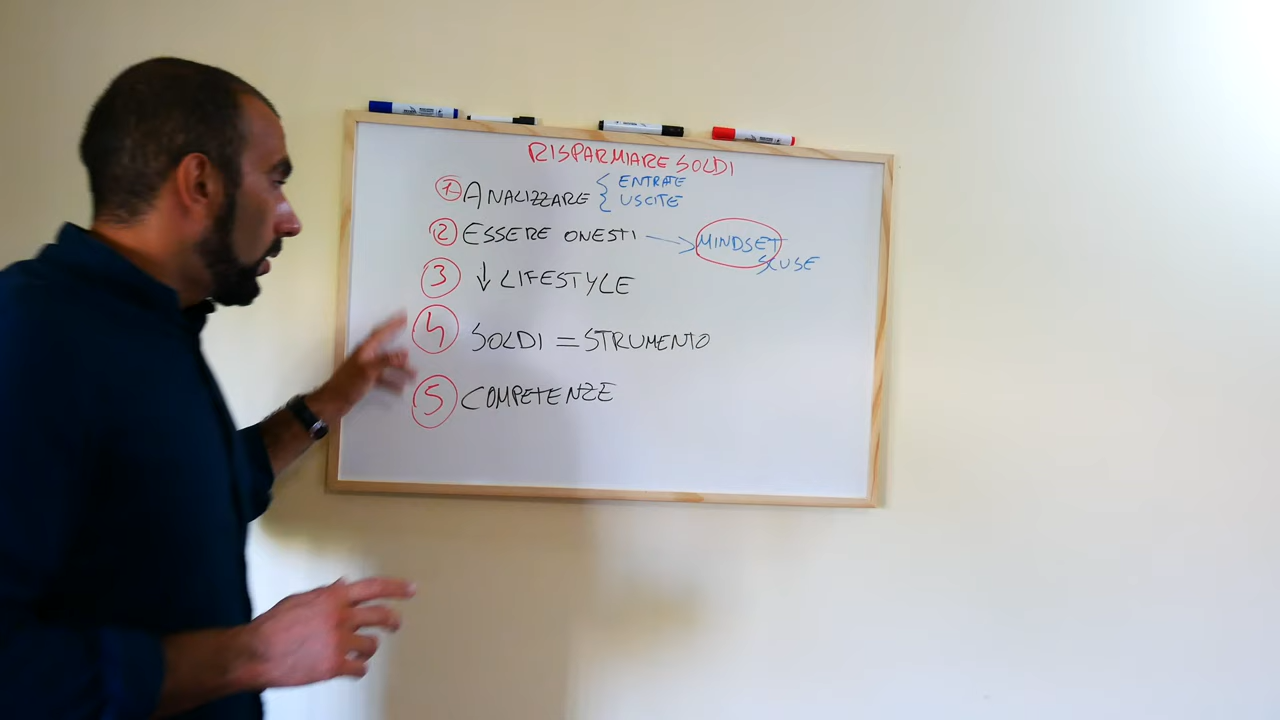 RISPARMIARE SOLDI
1 ANALIZZARE { ENTRATE
USCITE
2 ESSERE ONESTI → MINDSET
SCUSE
3 ↓ LIFESTYLE
4 SOLDI = STRUMENTO
5 COMPETENZE